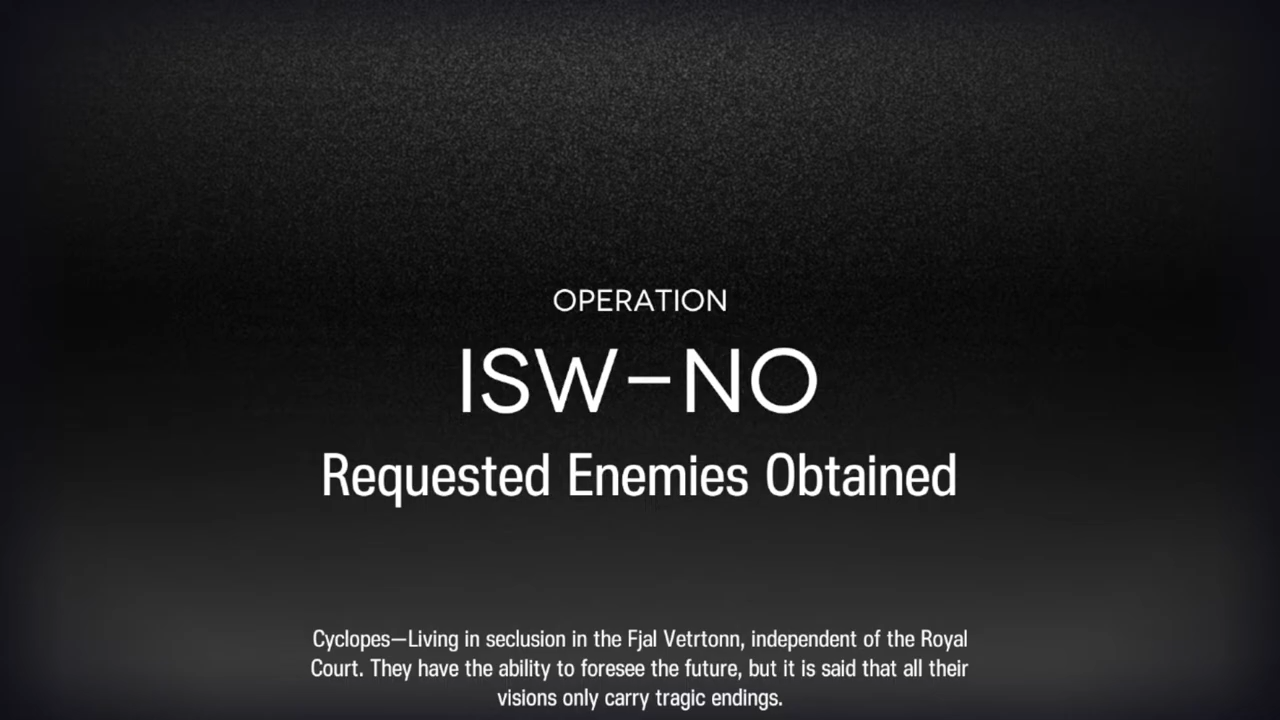 OPERATION
ISW-NO
Requested Enemies Obtained
Cyclopes—Living in seclusion in the Fjal Vetrtonn, independent of the Royal
Court. They have the ability to foresee the future, but it is said that all their
visions only carry tragic endings.